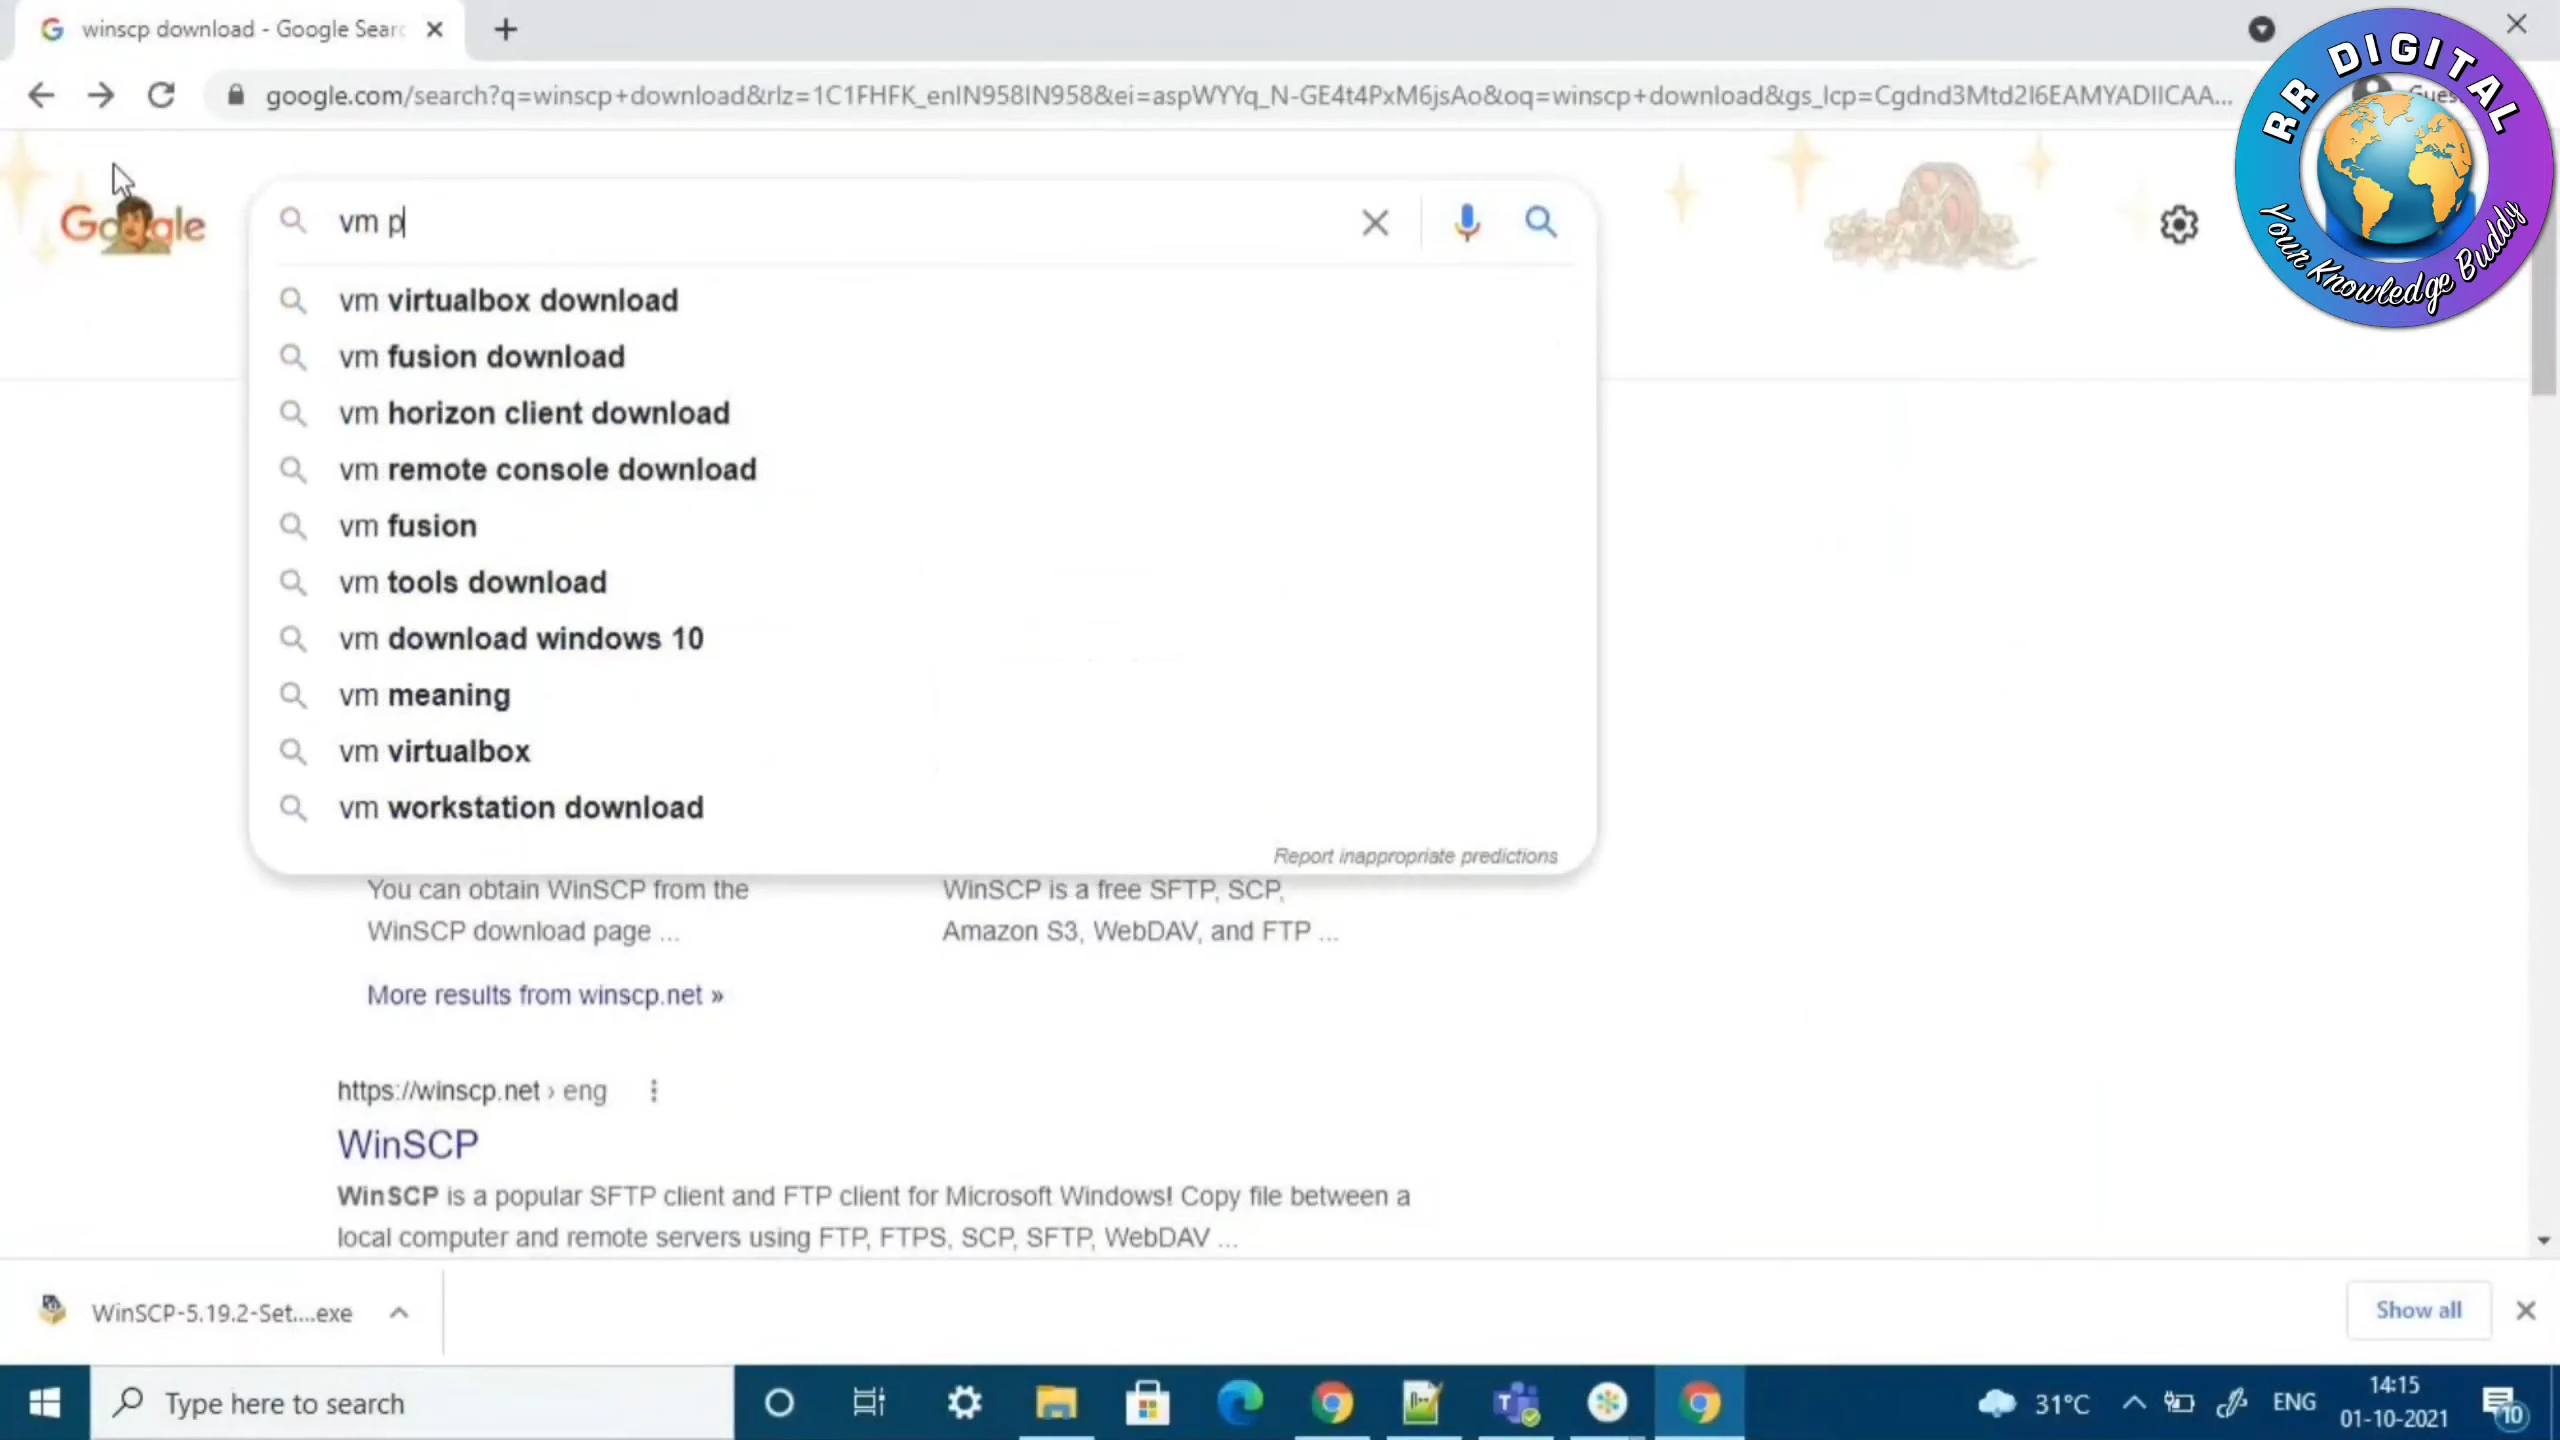 winscp download - Google Searc
google.com/search?q=winscp+download&rlz=1C1FHFK_enIN958IN958&ei=aspWYYq_N-GE4t4PxM6jsAo&oq=winscp+download&gs_lcp=Cgdnd3Mtd2l6EAMYADIICAA...
RR DIGITAL
Your Knowledge Buddy
Google
vm p
vm virtualbox download
vm fusion download
vm horizon client download
vm remote console download
vm fusion
vm tools download
vm download windows 10
vm meaning
vm virtualbox
vm workstation download
Report inappropriate predictions
You can obtain WinSCP from the
WinSCP download page ...
WinSCP is a free SFTP, SCP,
Amazon S3, WebDAV, and FTP ...
More results from winscp.net »
https://winscp.net › eng
WinSCP
WinSCP is a popular SFTP client and FTP client for Microsoft Windows! Copy file between a
local computer and remote servers using FTP, FTPS, SCP, SFTP, WebDAV ...
WinSCP-5.19.2-Set....exe
Show all
Type here to search
31°C
ENG
14:15
01-10-2021
10